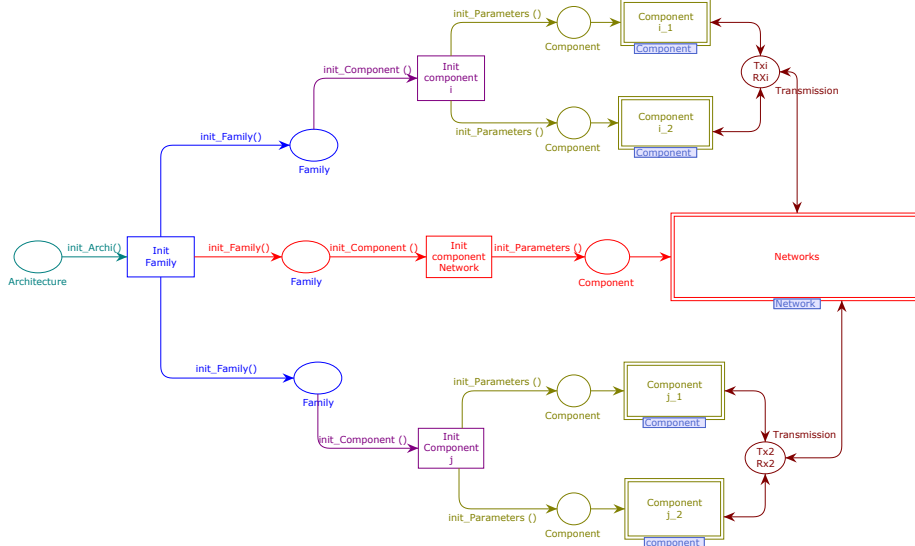 init_Parameters ()
Component
Component
i_1
Component
init_Component ()
Init
component
i
Txi
RXi
Transmission
init_Parameters ()
Component
Component
i_2
Component
init_Family()
Family
init_Archi()
Architecture
Init
Family
init_Family()
Family
init_Component ()
Init
component
Network
init_Parameters ()
Component
Networks
Network
init_Family()
Family
init_Component ()
Init
Component
j
init_Parameters ()
Component
Component
j_1
Component
Transmission
Tx2
Rx2
init_Parameters ()
Component
Component
j_2
component